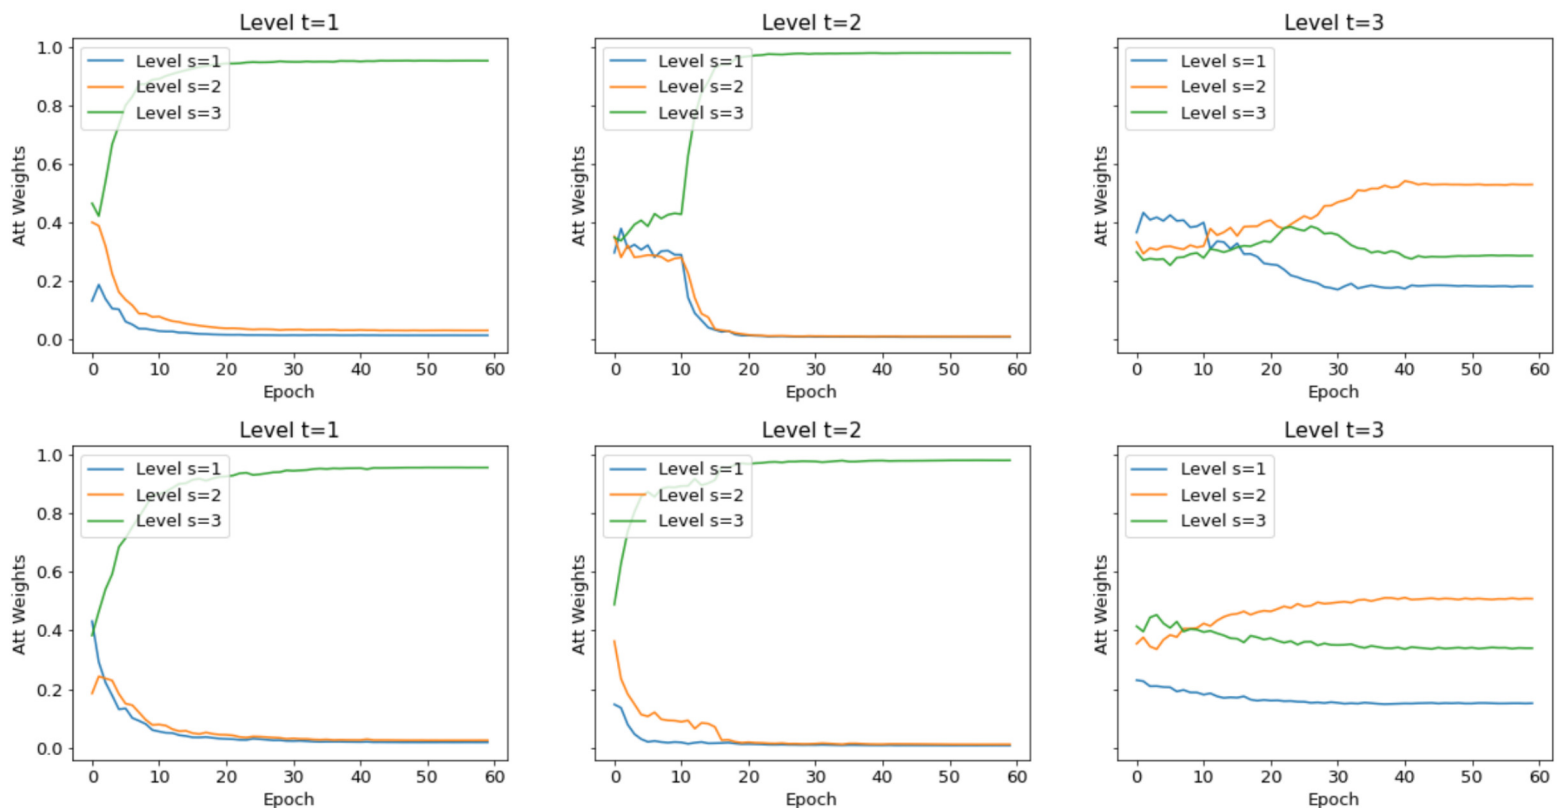 Level t=1
Level t=2
Level t=3
1.0
0.8
0.6
0.4
0.2
0.0
Att Weights
Level s=1
Level s=2
Level s=3
0 10 20 30 40 50 60
Epoch
Att Weights
Level s=1
Level s=2
Level s=3
0 10 20 30 40 50 60
Epoch
Att Weights
Level s=1
Level s=2
Level s=3
0 10 20 30 40 50 60
Epoch
Level t=1
Level t=2
Level t=3
1.0
0.8
0.6
0.4
0.2
0.0
Att Weights
Level s=1
Level s=2
Level s=3
0 10 20 30 40 50 60
Epoch
Att Weights
Level s=1
Level s=2
Level s=3
0 10 20 30 40 50 60
Epoch
Att Weights
Level s=1
Level s=2
Level s=3
0 10 20 30 40 50 60
Epoch